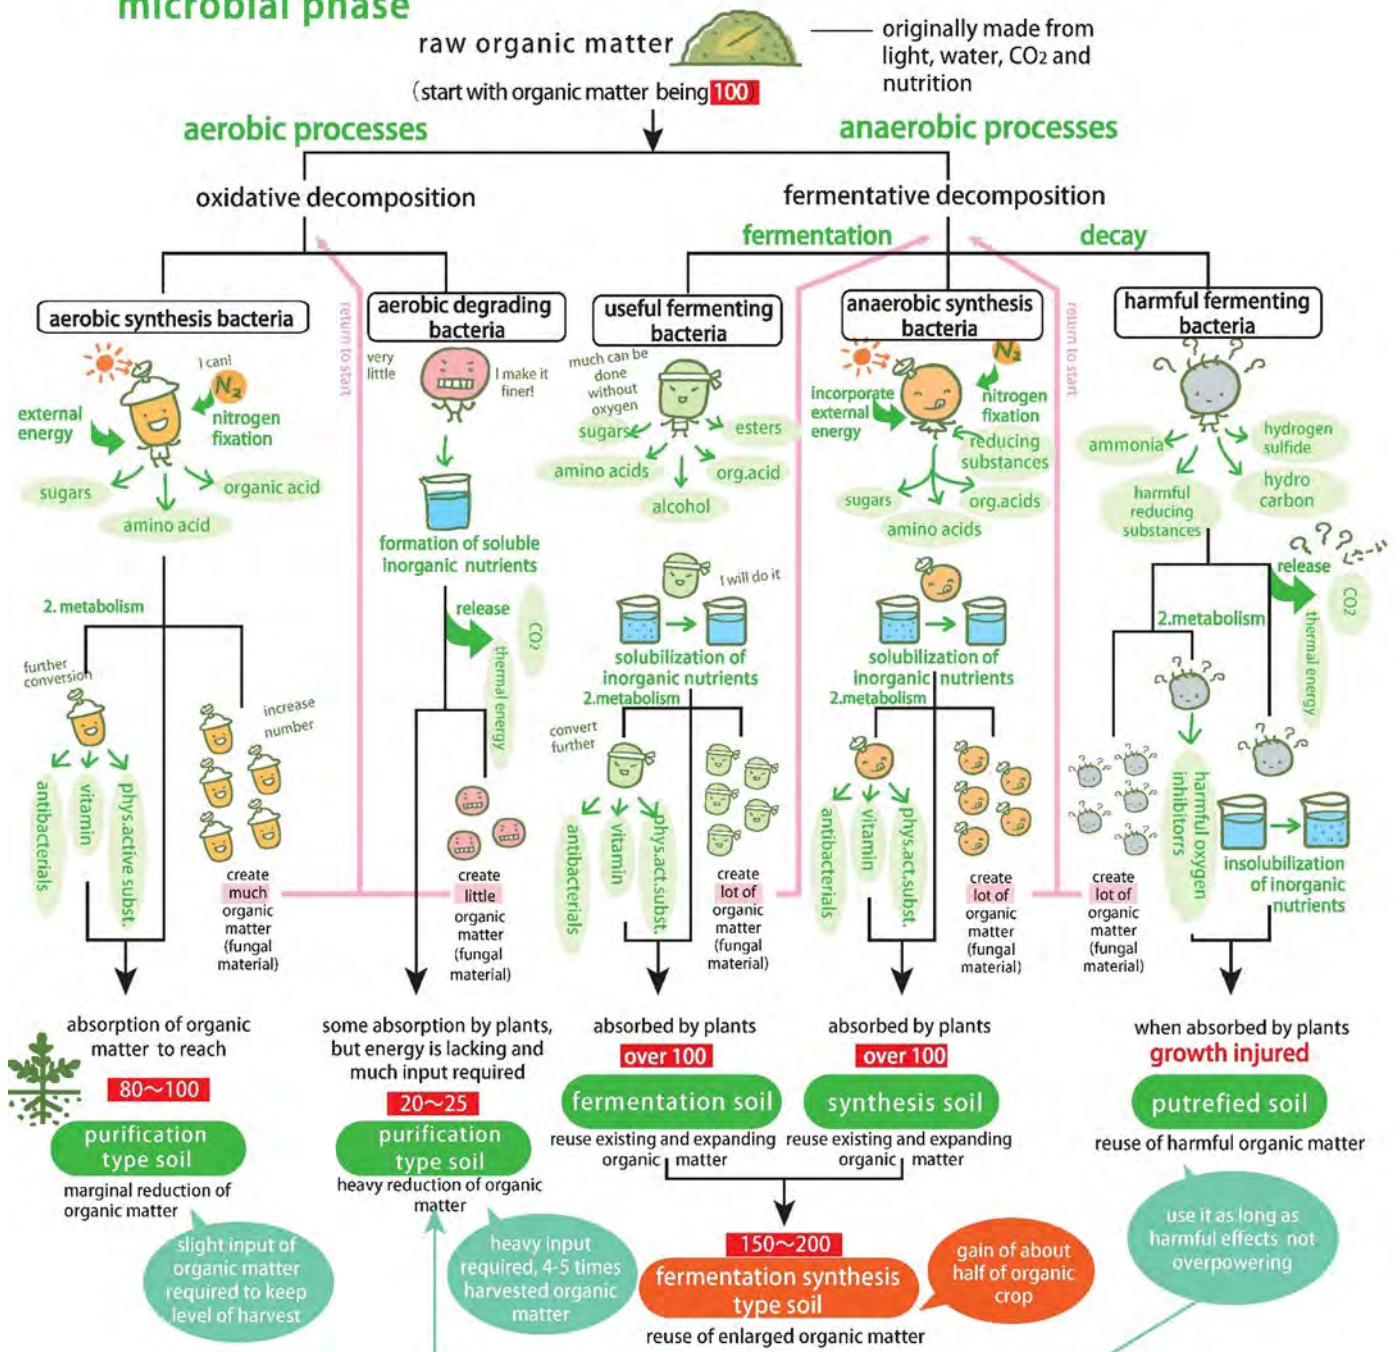 microbial phase
raw organic matter
originally made from
light, water, CO2 and
nutrition
(start with organic matter being 100)
aerobic processes
anaerobic processes
oxidative decomposition
fermentative decomposition
fermentation
decay
aerobic synthesis bacteria
aerobic degrading
bacteria
useful fermenting
bacteria
anaerobic synthesis
bacteria
harmful fermenting
bacteria
I can!
N2
external
energy
nitrogen
fixation
sugars
amino acid
organic acid
return to start
very
little
I make it
finer!
formation of soluble
inorganic nutrients
release
CO2
thermal energy
much can be
done
without
oxygen
sugars
esters
amino acids
org.acid
alcohol
I will do it
solubilization of
inorganic nutrients
2.metabolism
N2
incorporate
external
energy
nitrogen
fixation
reducing
substances
sugars
org.acids
amino acids
solubilization of
inorganic nutrients
2.metabolism
return to start
ammonia
hydrogen
sulfide
harmful
reducing
substances
hydro
carbon
? ? ?
release
CO2
thermal energy
2.metabolism
2. metabolism
further
conversion
increase
number
antibacterials
vitamin
phys.active subst.
create
much
organic
matter
(fungal
material)
create
little
organic
matter
(fungal
material)
convert
further
antibacterials
vitamin
phys.act.subst.
create
lot of
organic
matter
(fungal
material)
antibacterials
vitamin
phys.act.subst.
create
lot of
organic
matter
(fungal
material)
create
lot of
organic
matter
(fungal
material)
harmful oxygen
inhibitorrs
insolubilization
of inorganic
nutrients
absorption of organic
matter to reach
80～100
purification
type soil
marginal reduction of
organic matter
slight input of
organic matter
required to keep
level of harvest
some absorption by plants,
but energy is lacking and
much input required
20～25
purification
type soil
heavy reduction of organic
matter
heavy input
required, 4-5 times
harvested organic
matter
absorbed by plants
over 100
fermentation soil
reuse existing and expanding
organic matter
absorbed by plants
over 100
synthesis soil
reuse existing and expanding
organic matter
150～200
fermentation synthesis
type soil
reuse of enlarged organic matter
gain of about
half of organic
crop
when absorbed by plants
growth injured
putrefied soil
reuse of harmful organic matter
use it as long as
harmful effects not
overpowering